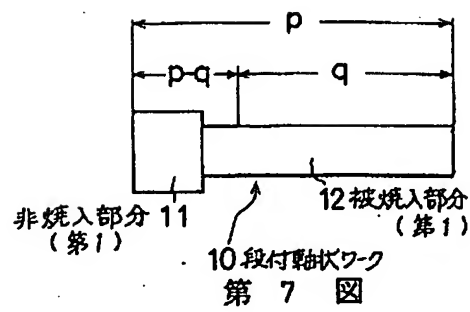 p
p-q
q
非焼入部分 11
(第1)
12 被焼入部分
(第1)
10 段付軸状ワーク
第 7 図